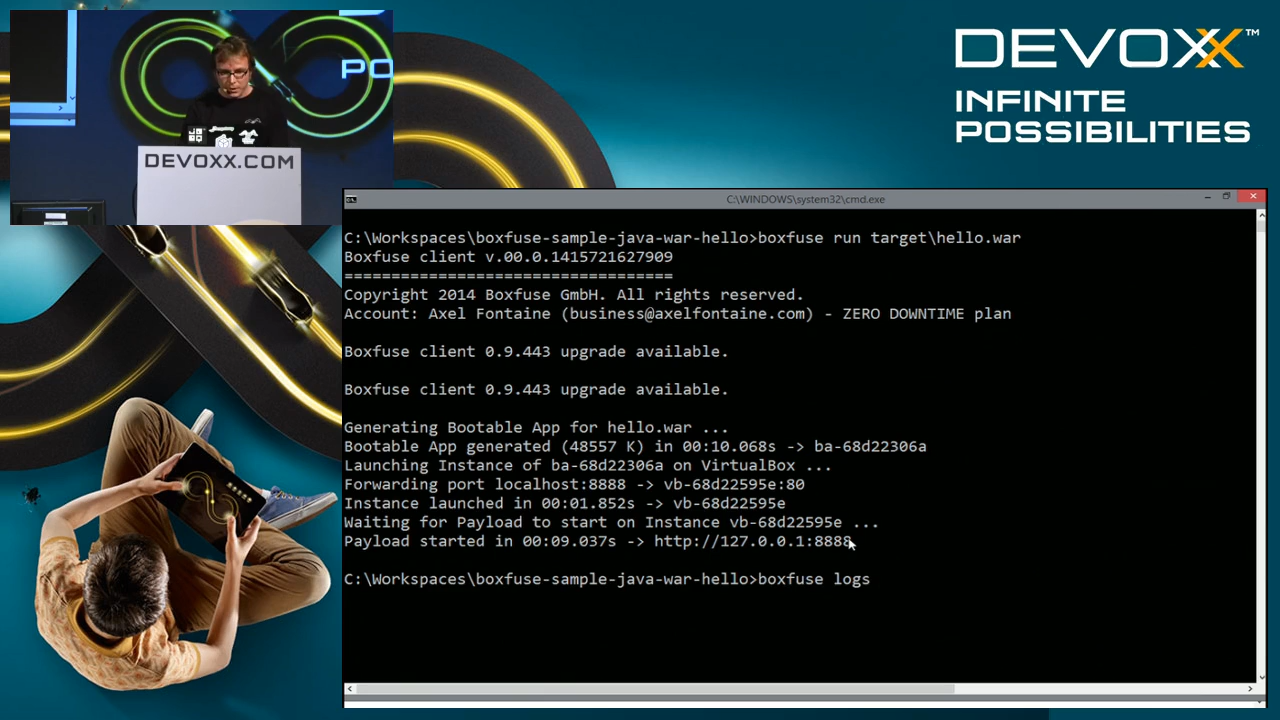 PO
DEVOXX.COM
DEVOXX™
INFINITE
POSSIBILITIES
C:\WINDOWS\system32\cmd.exe
C:\Workspaces\boxfuse-sample-java-war-hello>boxfuse run target\hello.war
Boxfuse client v.00.0.1415721627909
===================================
Copyright 2014 Boxfuse GmbH. All rights reserved.
Account: Axel Fontaine (business@axelfontaine.com) - ZERO DOWNTIME plan
Boxfuse client 0.9.443 upgrade available.
Boxfuse client 0.9.443 upgrade available.
Generating Bootable App for hello.war ...
Bootable App generated (48557 K) in 00:10.068s -> ba-68d22306a
Launching Instance of ba-68d22306a on VirtualBox ...
Forwarding port localhost:8888 -> vb-68d22595e:80
Instance launched in 00:01.852s -> vb-68d22595e
Waiting for Payload to start on Instance vb-68d22595e ...
Payload started in 00:09.037s -> http://127.0.0.1:8888
C:\Workspaces\boxfuse-sample-java-war-hello>boxfuse logs